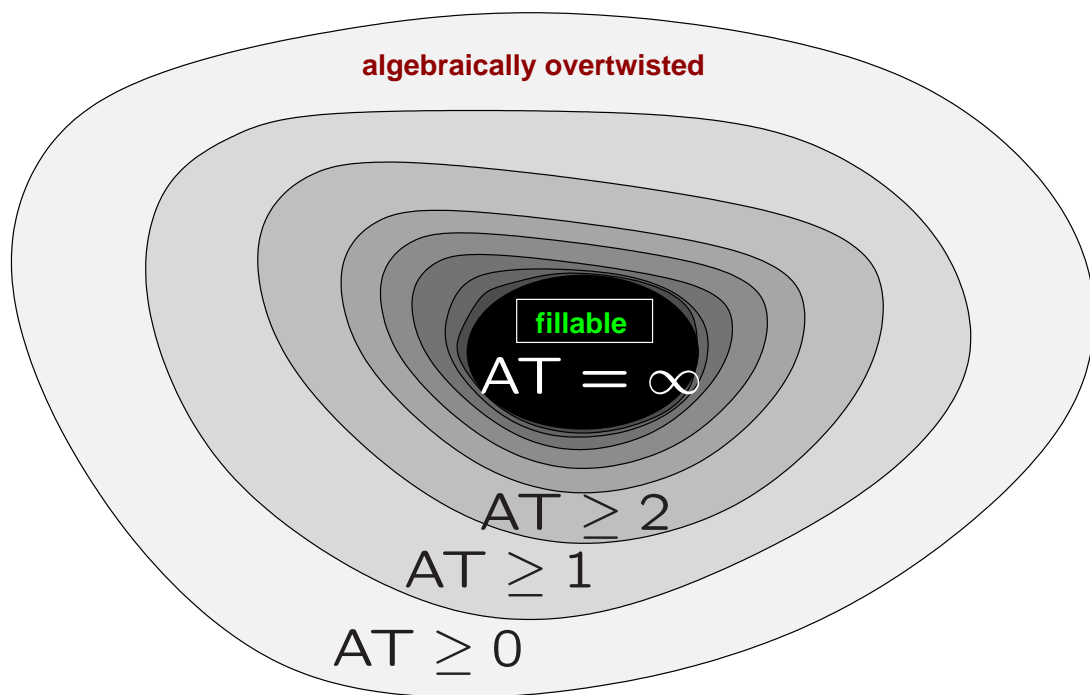 algebraically overtwisted
fillable
AT = ∞
AT ≥ 2
AT ≥ 1
AT ≥ 0